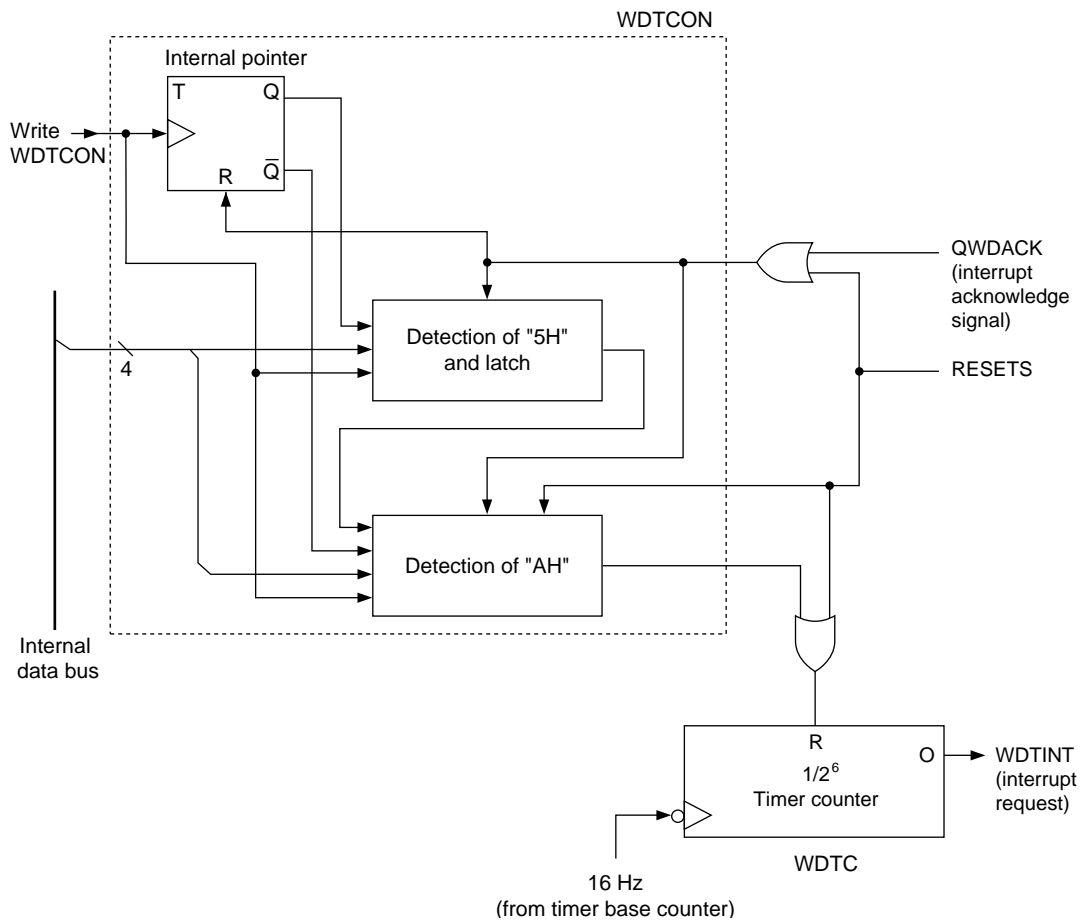 WDTCON
Internal pointer
T
Q
Write
WDTCON
Q̅
R
QWDACK
(interrupt
acknowledge
signal)
Detection of "5H"
and latch
4
RESETS
Detection of "AH"
Internal
data bus
R
O
1/2⁶
Timer counter
WDTINT
(interrupt
request)
WDTC
16 Hz
(from timer base counter)